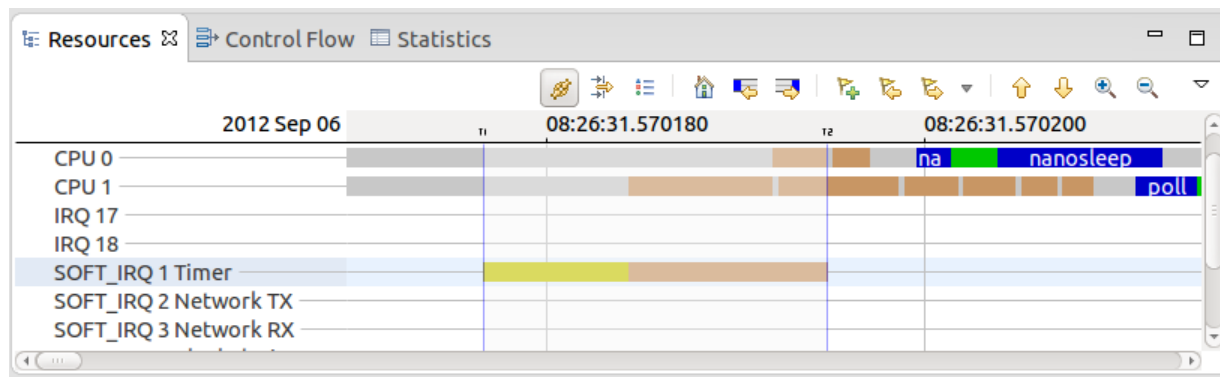 Resources Control Flow Statistics
2012 Sep 06 T1 08:26:31.570180 T2 08:26:31.570200
CPU 0 na nanosleep
CPU 1 poll
IRQ 17
IRQ 18
SOFT_IRQ 1 Timer
SOFT_IRQ 2 Network TX
SOFT_IRQ 3 Network RX